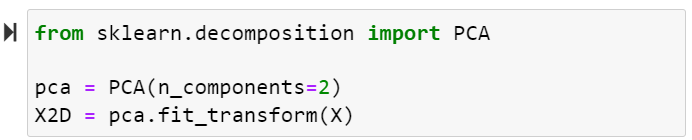 from sklearn.decomposition import PCA
pca = PCA(n_components=2)
X2D = pca.fit_transform(X)